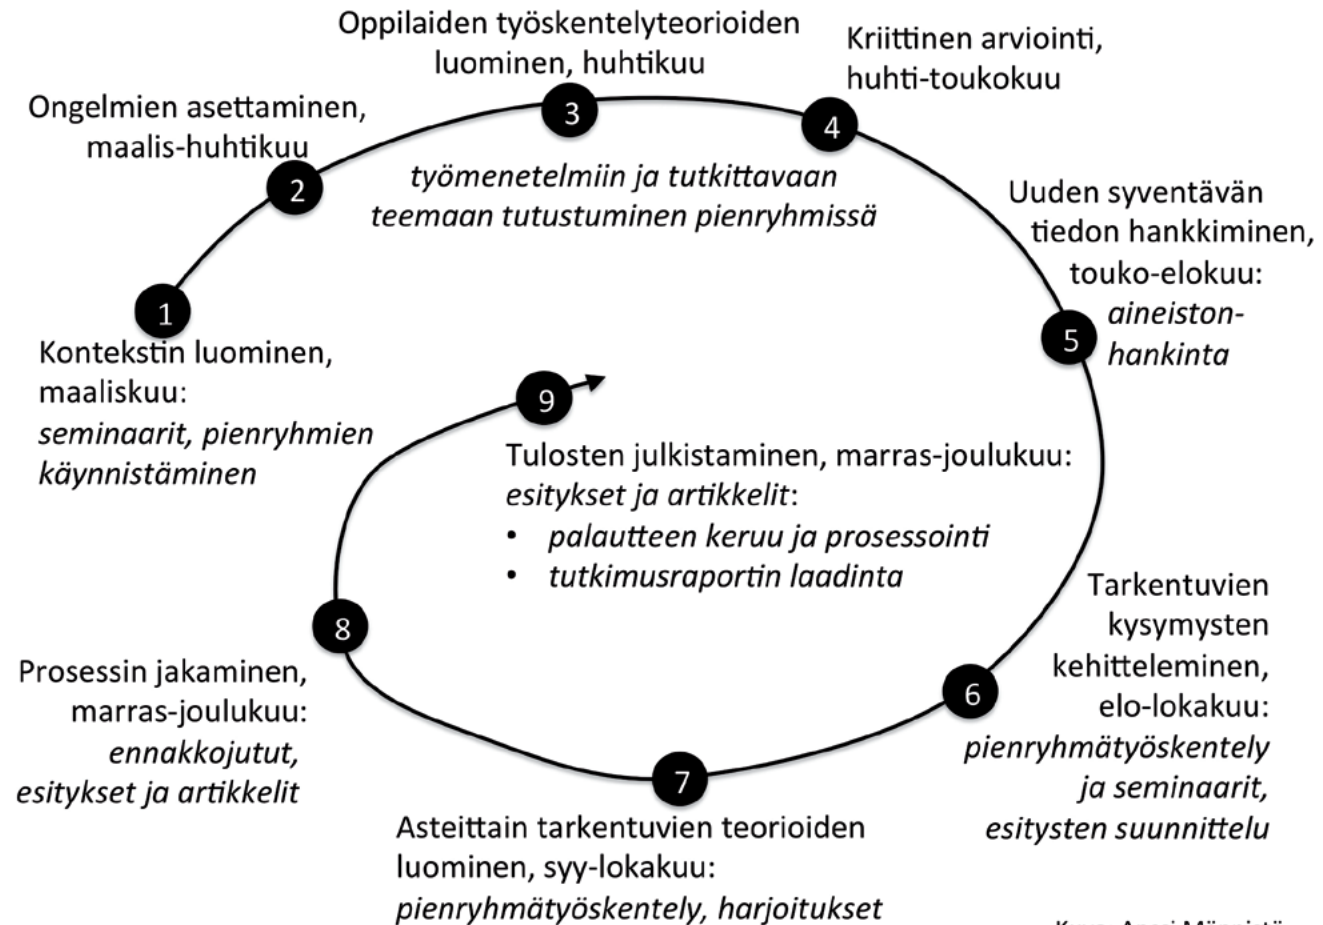 1
Kontekstin luominen,
maaliskuu:
seminaarit, pienryhmien
käynnistäminen
2
Ongelmien asettaminen,
maalis-huhtikuu
3
Oppilaiden työskentelyteorioiden
luominen, huhtikuu
työmenetelmiin ja tutkittavaan
teemaan tutustuminen pienryhmissä
4
Kriittinen arviointi,
huhti-toukokuu
5
Uuden syventävän
tiedon hankkiminen,
touko-elokuu:
aineiston-
hankinta
6
Tarkentuvien
kysymysten
kehitteleminen,
elo-lokakuu:
pienryhmätyöskentely
ja seminaarit,
esitysten suunnittelu
7
Asteittain tarkentuvien teorioiden
luominen, syy-lokakuu:
pienryhmätyöskentely, harjoitukset
8
Prosessin jakaminen,
marras-joulukuu:
ennakkojutut,
esitykset ja artikkelit
9
Tulosten julkistaminen, marras-joulukuu:
esitykset ja artikkelit:
• palautteen keruu ja prosessointi
• tutkimusraportin laadinta